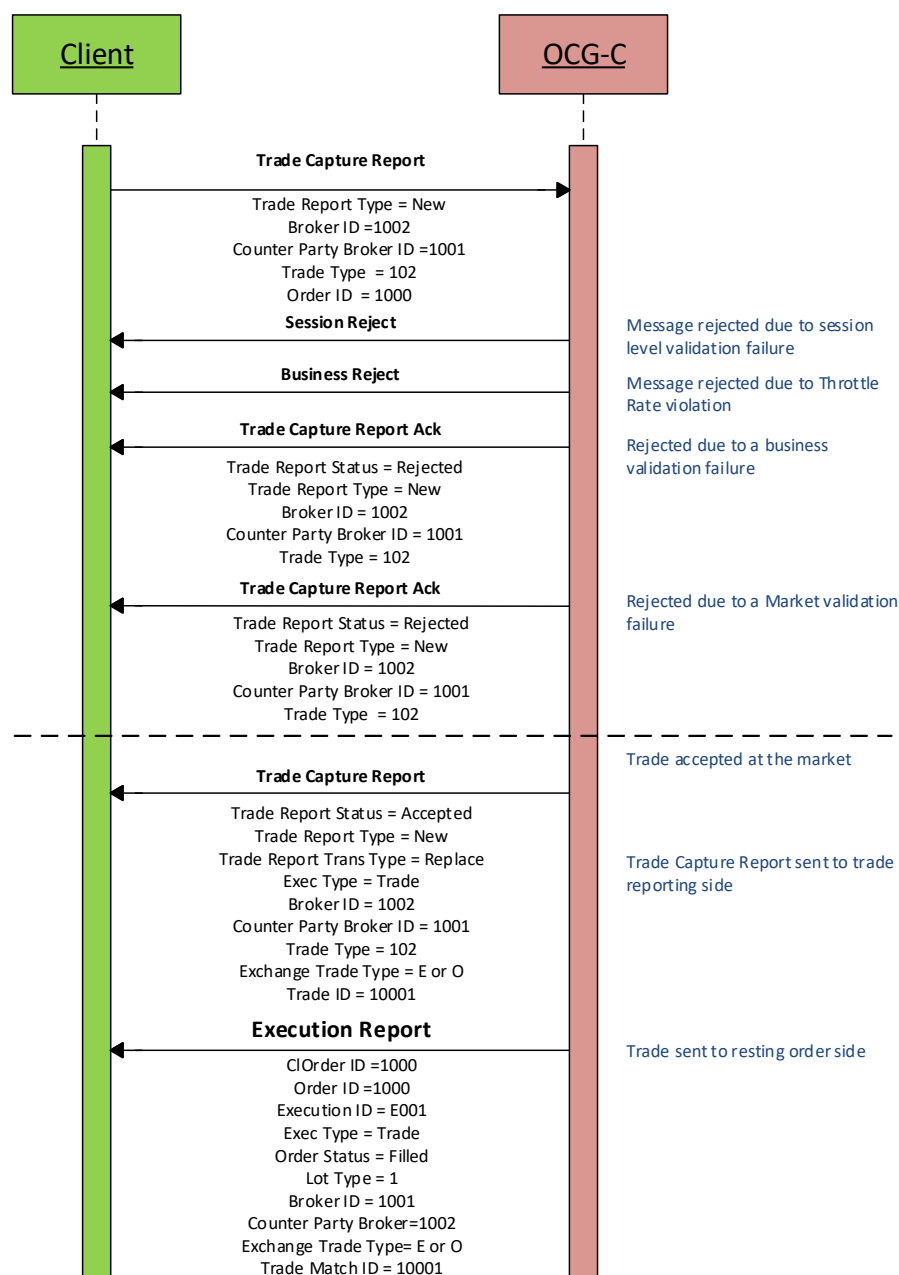 Client
OCG-C
Trade Capture Report
Trade Report Type = New
Broker ID =1002
Counter Party Broker ID =1001
Trade Type = 102
Order ID = 1000
Session Reject
Message rejected due to session
level validation failure
Business Reject
Message rejected due to Throttle
Rate violation
Trade Capture Report Ack
Rejected due to a business
validation failure
Trade Report Status = Rejected
Trade Report Type = New
Broker ID = 1002
Counter Party Broker ID = 1001
Trade Type = 102
Trade Capture Report Ack
Rejected due to a Market validation
failure
Trade Report Status = Rejected
Trade Report Type = New
Broker ID = 1002
Counter Party Broker ID = 1001
Trade Type = 102
Trade accepted at the market
Trade Capture Report
Trade Report Status = Accepted
Trade Report Type = New
Trade Report Trans Type = Replace
Exec Type = Trade
Broker ID = 1002
Counter Party Broker ID = 1001
Trade Type = 102
Exchange Trade Type = E or O
Trade ID = 10001
Trade Capture Report sent to trade
reporting side
Execution Report
Trade sent to resting order side
ClOrder ID =1000
Order ID =1000
Execution ID = E001
Exec Type = Trade
Order Status = Filled
Lot Type = 1
Broker ID = 1001
Counter Party Broker=1002
Exchange Trade Type= E or O
Trade Match ID = 10001